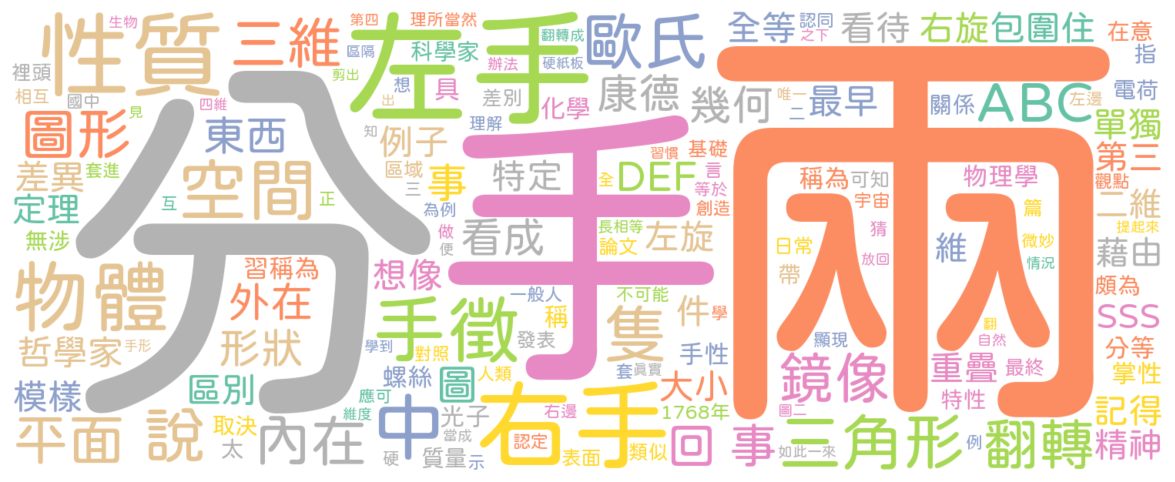 性質
生物
三維
第四
區隔
理所當然
科學家
想
具
左手
翻轉成
辦法
硬紙板
歐氏
全等
認同
之下
看待
右旋
包圍住
在意
指
裡頭
相互
國中
見
四維
剪出
出
差別
化學
康德
幾何
唯一
二
最早
關係
ABC
左邊
電荷
單獨
圖形
東西
知
例子
理解
基礎
習慣
第三
觀點
差異
套進
分
空間
區域
三
事
特定
全
DEF
言
等於
創造
兩
稱為
可知
宇宙
物理學
二維
提起來
定理
互
正
為例
做
便
手
看成
長相等
論文
左旋
猜
日常
放回
維
篇
微妙
情況
藉由
無涉
物體
習稱為
外在
想像
一般人
不可能
帶
頗為
SSS
哲學家
手形
形狀
學到
對照
手徵
稱
發表
隻
件
學
手性
顯現
翻
自然
分等
模樣
區別
應可
維度
螺絲
圖
人類
套
真實
大小
鏡像
圖二
重疊
最終
特性
掌性
平面
說
取決
太
內在
中
光子
當成
硬
質量
示
右手
右邊
認定
表面
類似
1768年
回
事
三角形
如此一來
例
翻轉
記得
精神